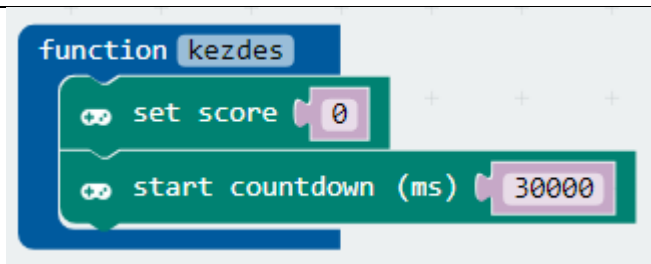 function kezdes
set score 0
start countdown (ms) 30000